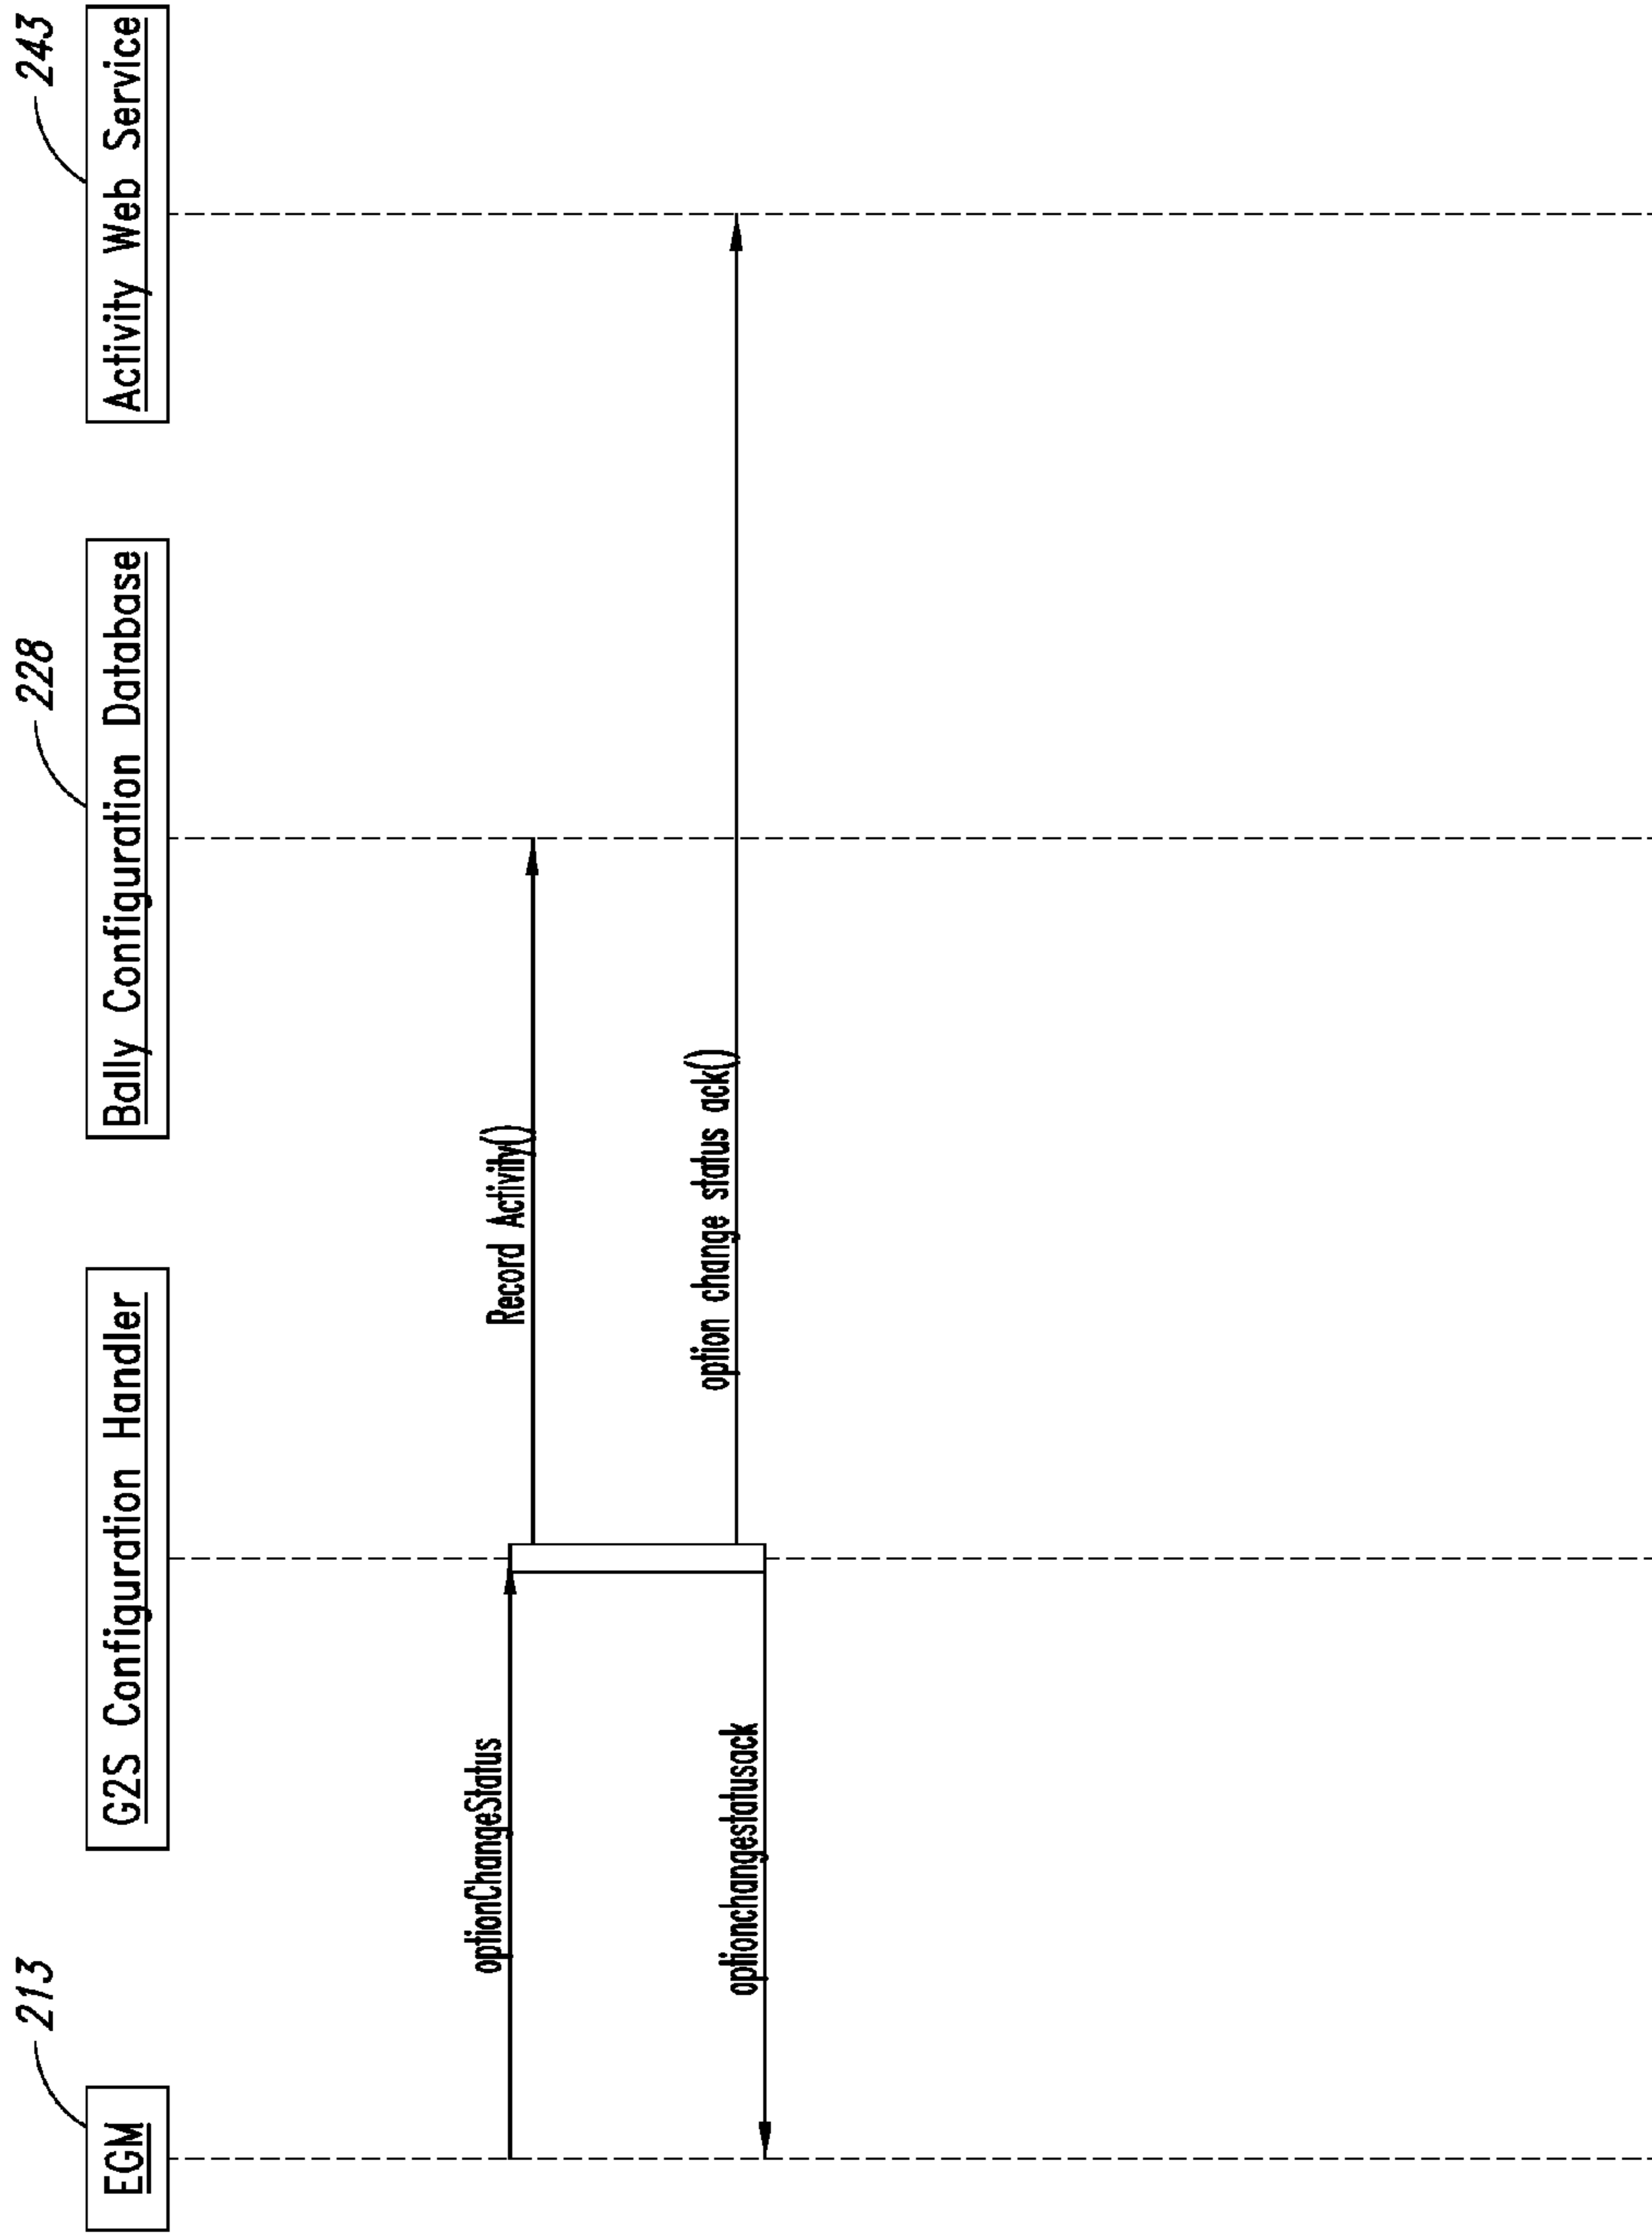 213
228
243
EGM
G2S Configuration Handler
Bally Configuration Database
Activity Web Service
optionChangeStatus
Record Activity()
option change status ack()
optionchangestatusack